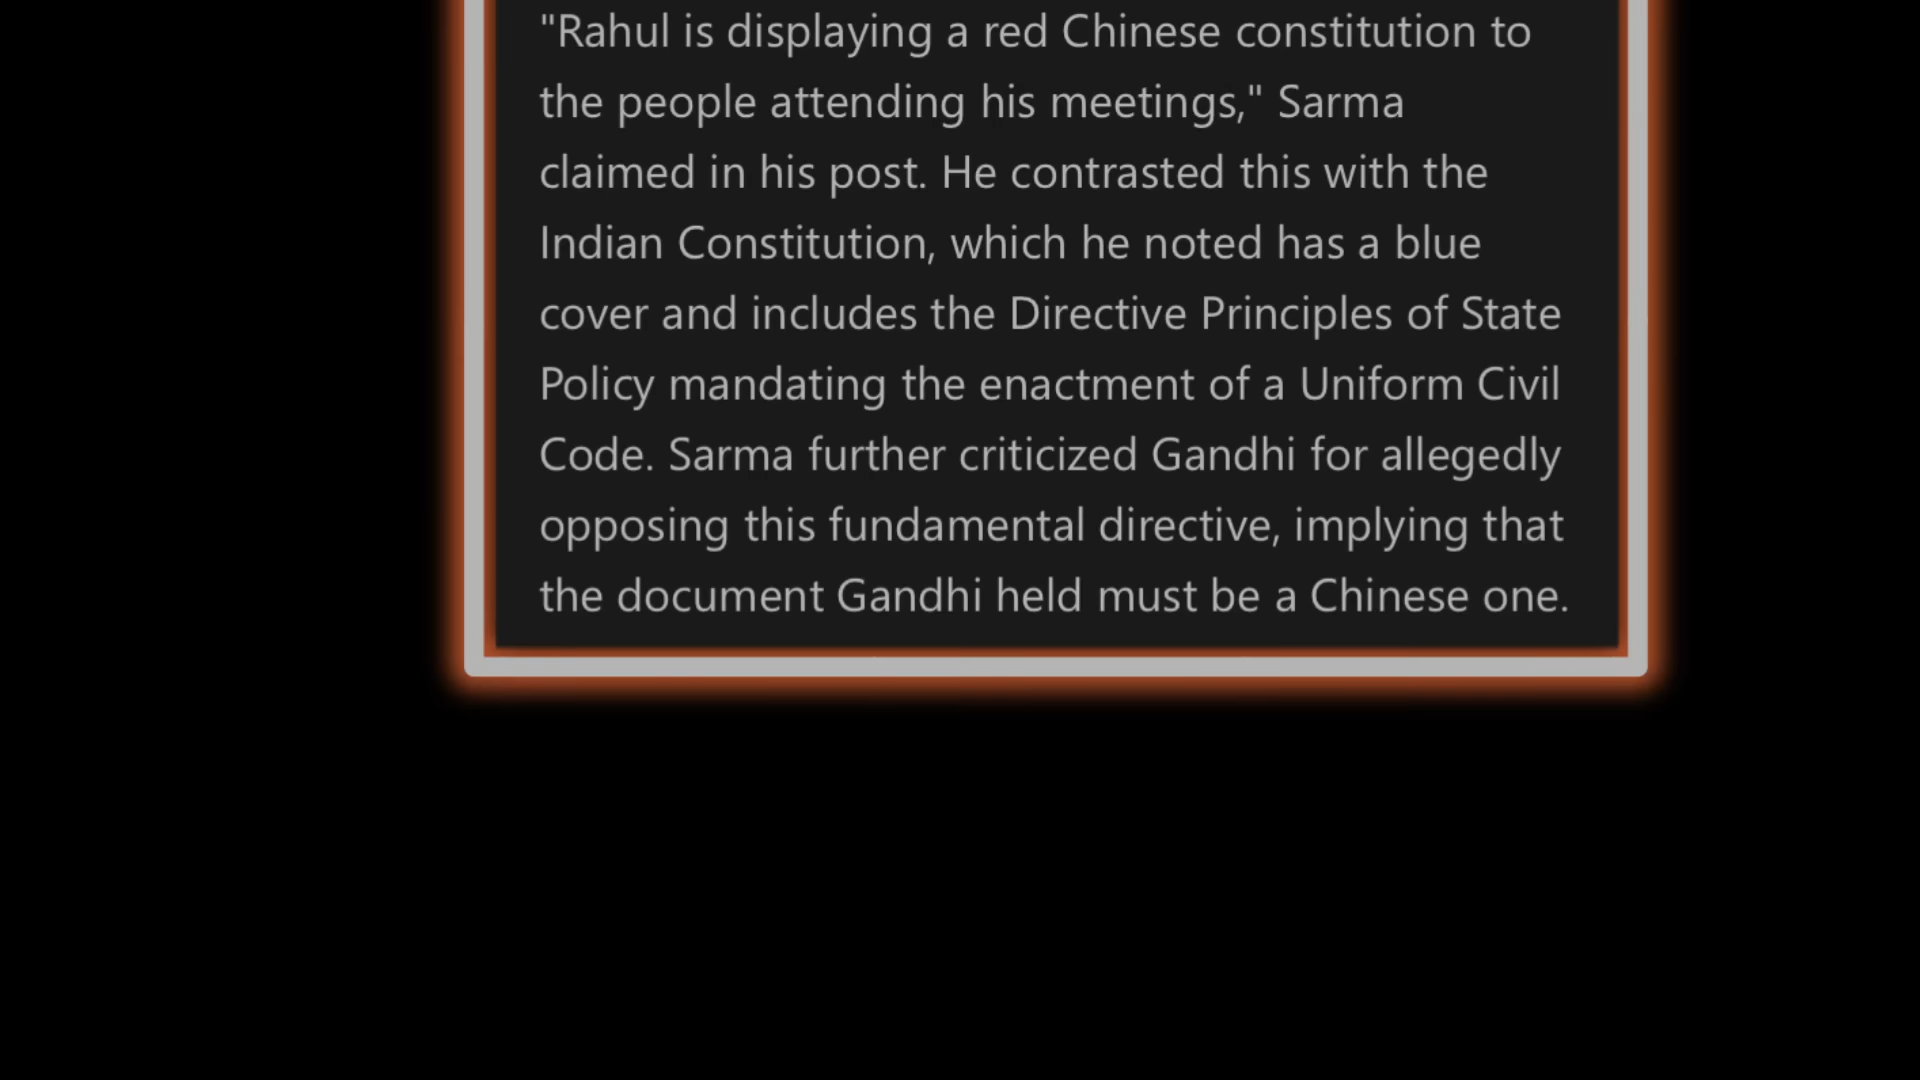 "Rahul is displaying a red Chinese constitution to
the people attending his meetings," Sarma
claimed in his post. He contrasted this with the
Indian Constitution, which he noted has a blue
cover and includes the Directive Principles of State
Policy mandating the enactment of a Uniform Civil
Code. Sarma further criticized Gandhi for allegedly
opposing this fundamental directive, implying that
the document Gandhi held must be a Chinese one.